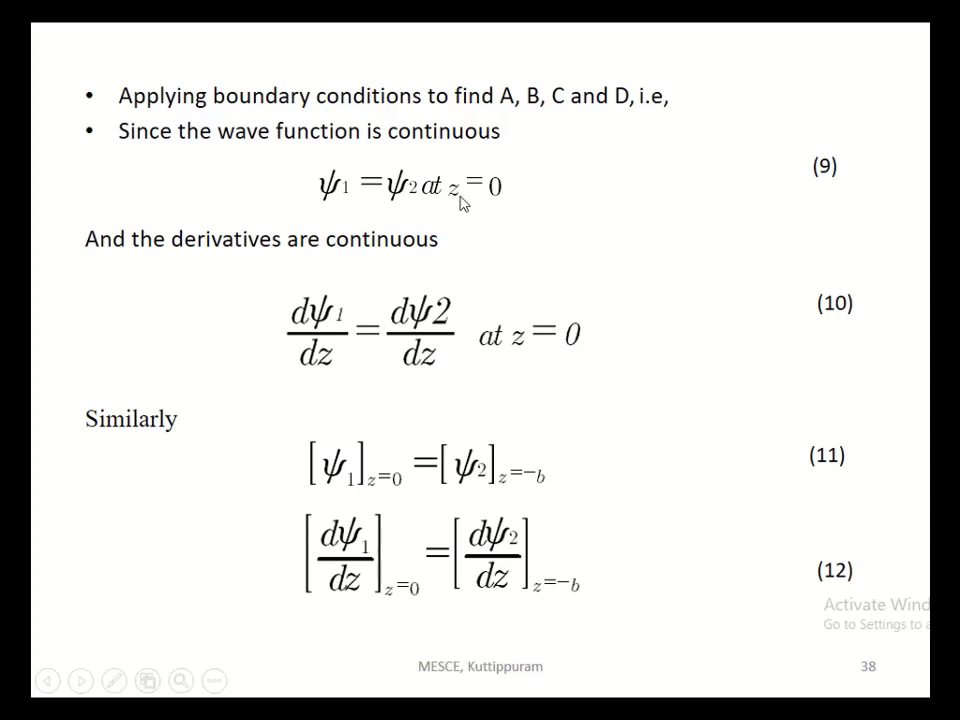 • Applying boundary conditions to find A, B, C and D, i.e,
• Since the wave function is continuous
ψ₁ = ψ₂ at z = 0 (9)
And the derivatives are continuous
dψ₁/dz = dψ2/dz at z = 0 (10)
Similarly
[ψ₁]z=0 = [ψ₂]z=−b (11)
[dψ₁/dz]z=0 = [dψ₂/dz]z=−b (12)
Activate Wind
Go to Settings to a
MESCE, Kuttippuram 38